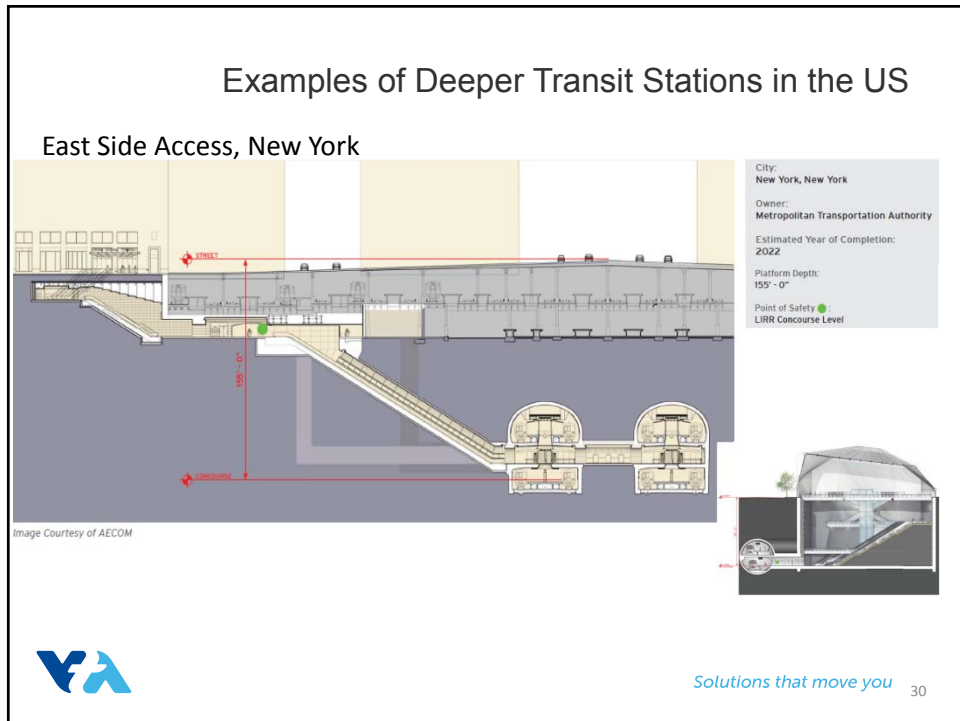 Examples of Deeper Transit Stations in the US
East Side Access, New York
City:
New York, New York
Owner:
Metropolitan Transportation Authority
Estimated Year of Completion:
2022
Platform Depth:
155' - 0"
Point of Safety :
LIRR Concourse Level
STREET
155' - 0"
CONCOURSE
Image Courtesy of AECOM
Solutions that move you
30